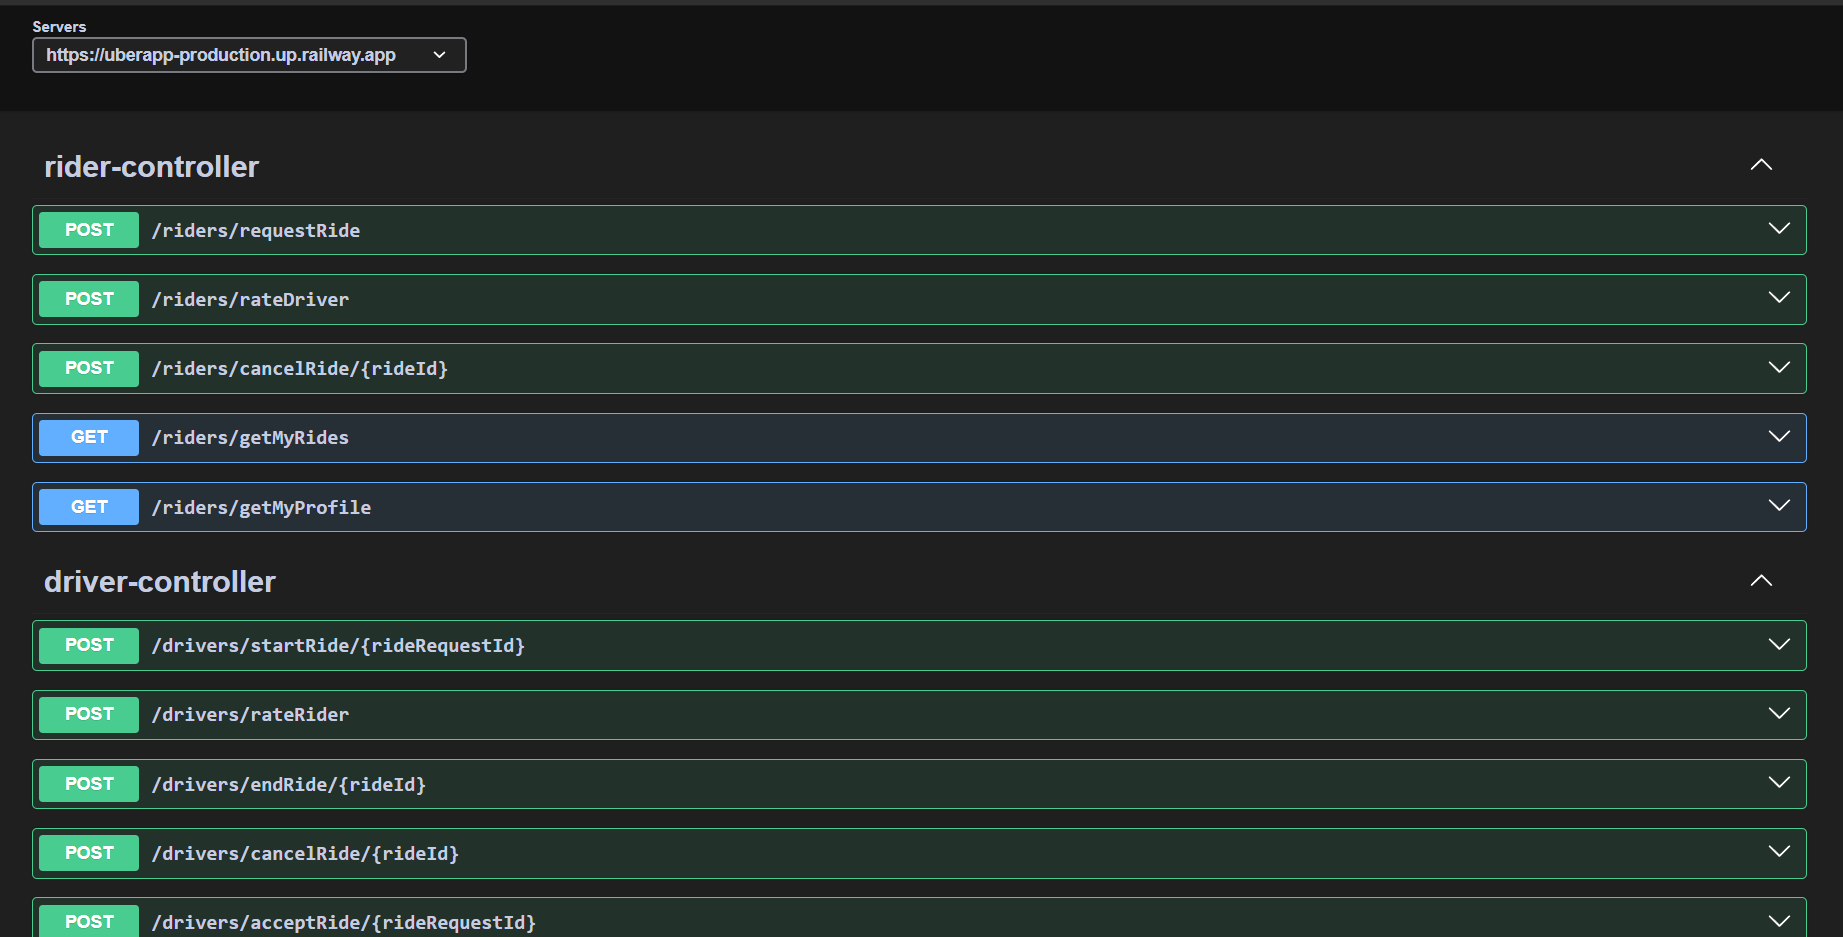 Servers
https://uberapp-production.up.railway.app
rider-controller
POST /riders/requestRide
POST /riders/rateDriver
POST /riders/cancelRide/{rideId}
GET /riders/getMyRides
GET /riders/getMyProfile
driver-controller
POST /drivers/startRide/{rideRequestId}
POST /drivers/rateRider
POST /drivers/endRide/{rideId}
POST /drivers/cancelRide/{rideId}
POST /drivers/acceptRide/{rideRequestId}